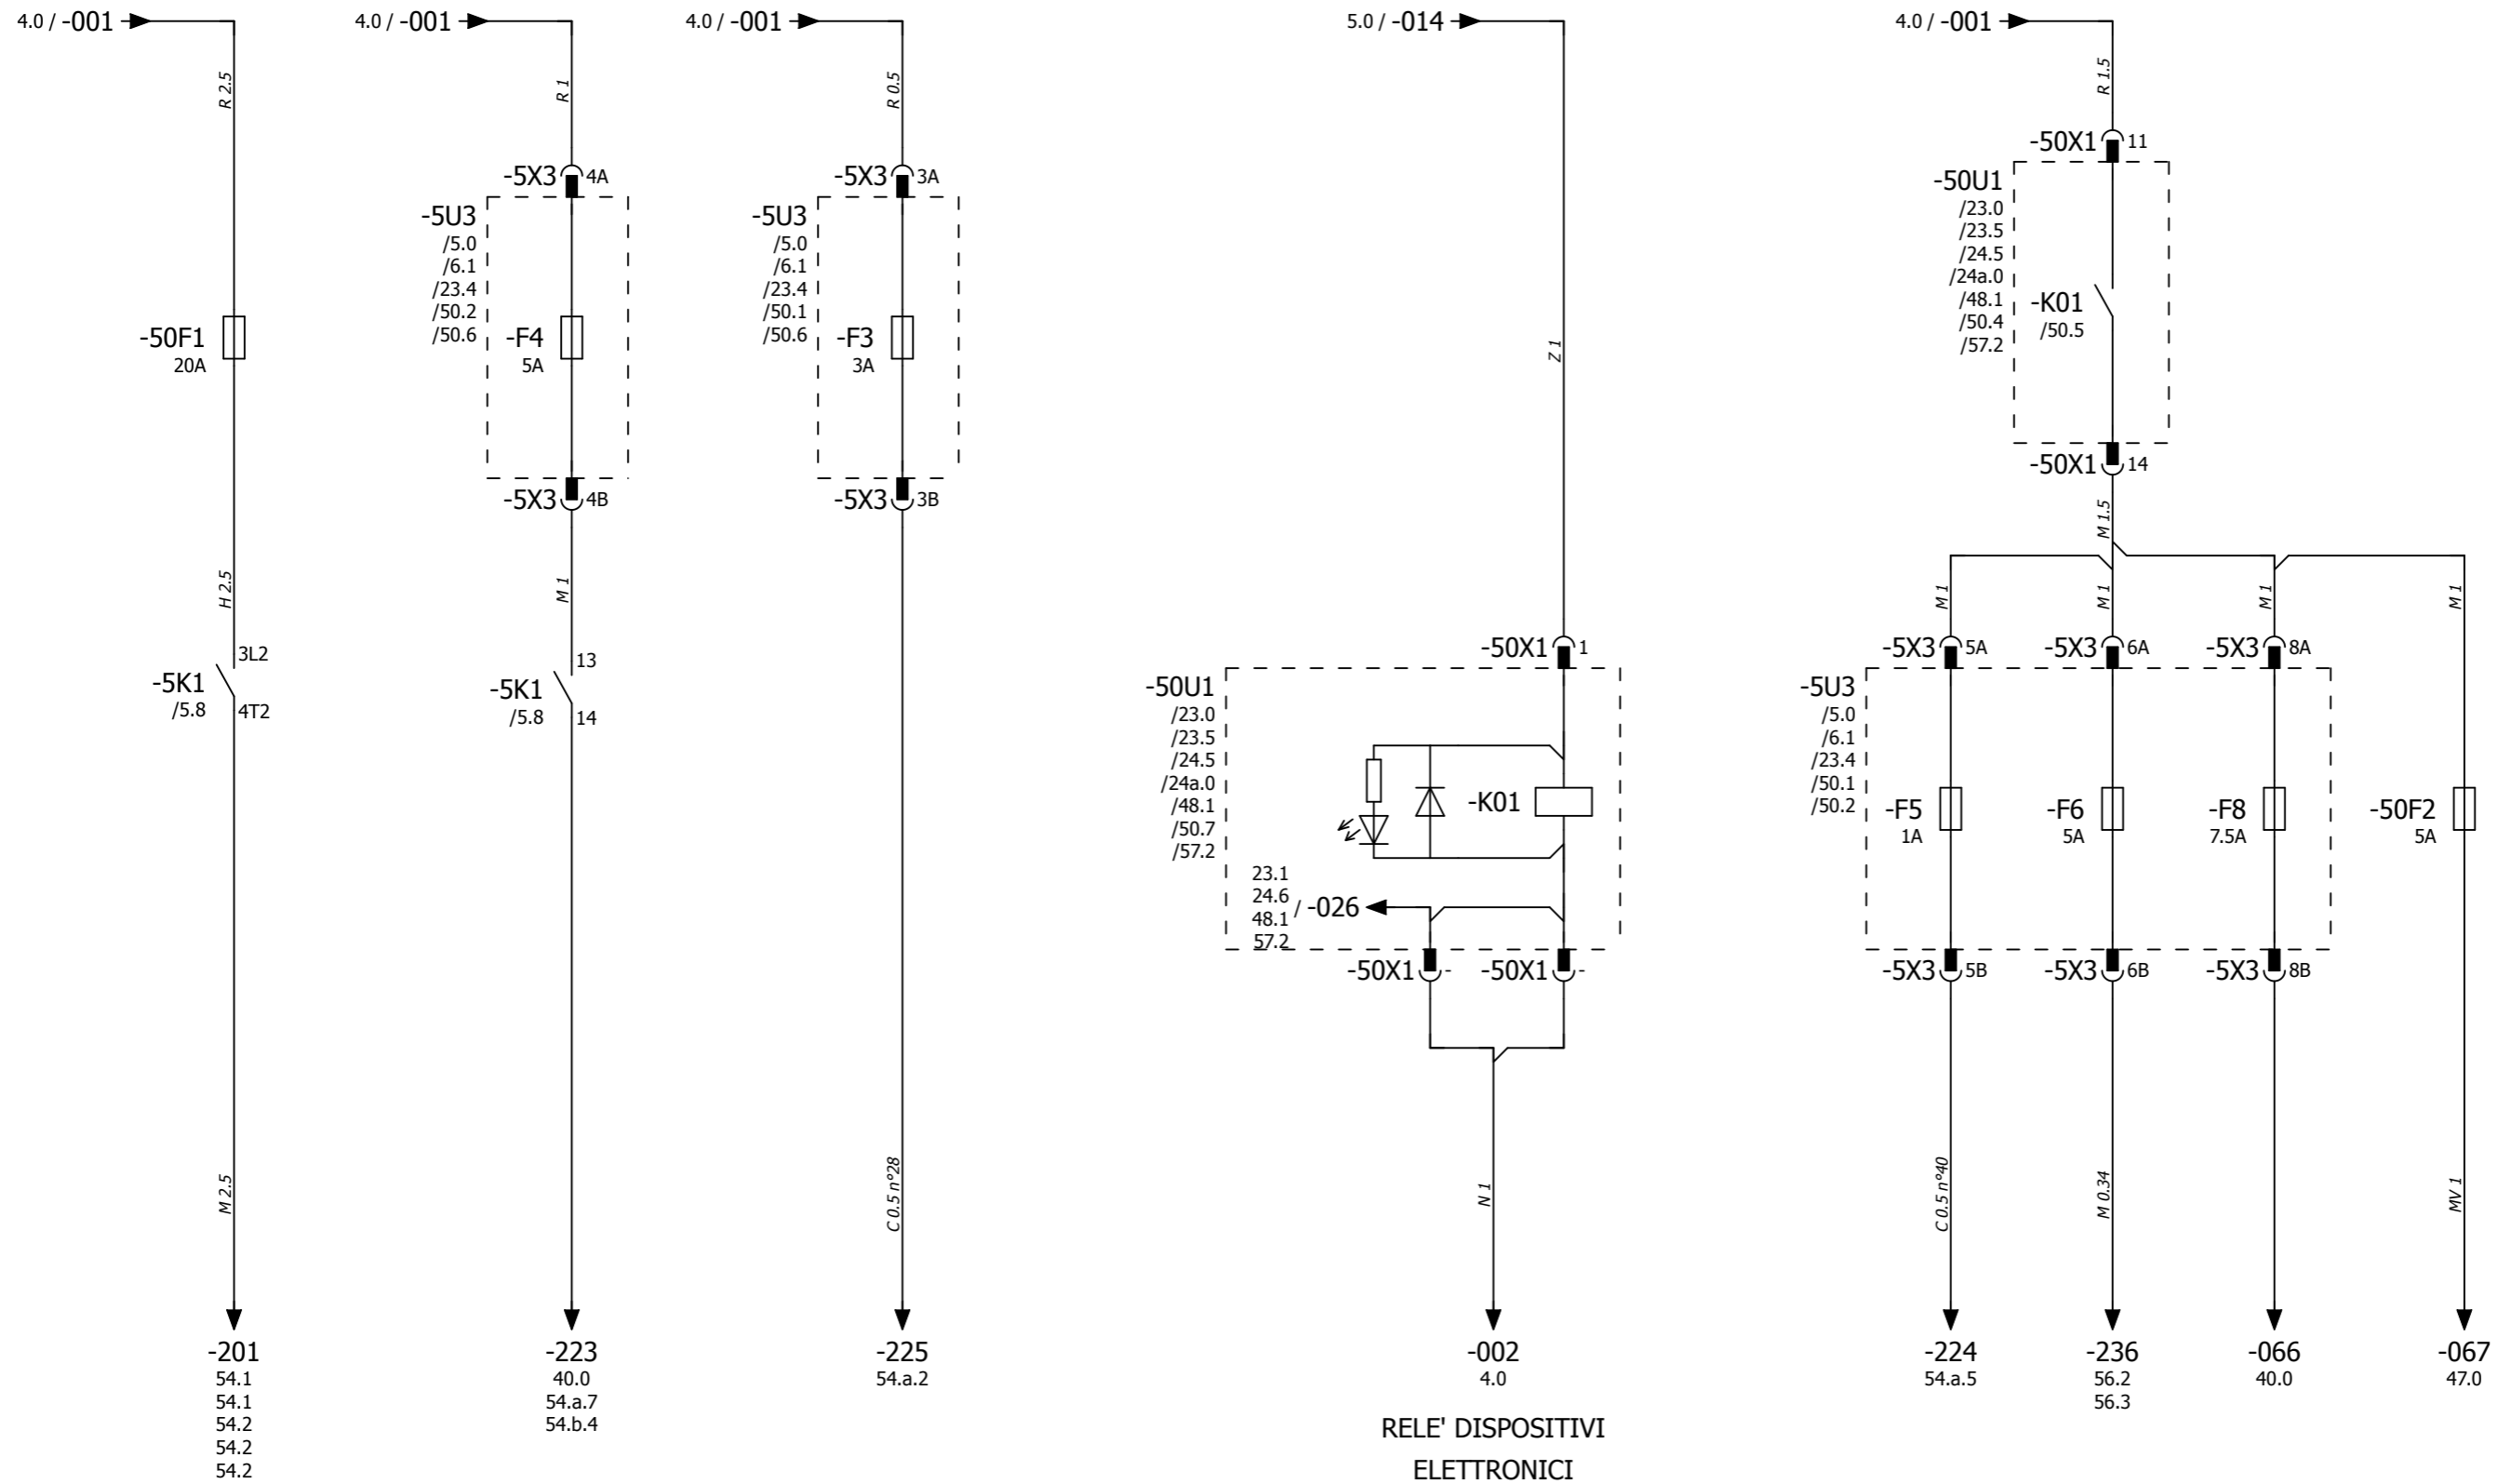 4.0 / -001
R 2.5
-50F1
20A
H 2.5
3L2
-5K1
/5.8
4T2
M 2.5
-201
54.1
54.1
54.2
54.2
54.2
4.0 / -001
R 1
-5X3 4A
-5U3
/5.0
/6.1
/23.4
/50.2
/50.6
-F4
5A
-5X3 4B
M 1
13
-5K1
/5.8
14
-223
40.0
54.a.7
54.b.4
4.0 / -001
R 0.5
-5X3 3A
-5U3
/5.0
/6.1
/23.4
/50.1
/50.6
-F3
3A
-5X3 3B
C 0.5 n°28
-225
54.a.2
5.0 / -014
Z 1
-50X1 1
-50U1
/23.0
/23.5
/24.5
/24a.0
/48.1
/50.7
/57.2
-K01
23.1
24.6
48.1
57.2
/ -026
-50X1 -
-50X1 -
N 1
-002
4.0
RELE' DISPOSITIVI
ELETTRONICI
4.0 / -001
R 1.5
-50X1 11
-50U1
/23.0
/23.5
/24.5
/24a.0
/48.1
/50.4
/57.2
-K01
/50.5
-50X1 14
M 1.5
M 1
M 1
M 1
M 1
-5X3 5A
-5X3 6A
-5X3 8A
-5U3
/5.0
/6.1
/23.4
/50.1
/50.2
-F5
1A
-F6
5A
-F8
7.5A
-50F2
5A
-5X3 5B
-5X3 6B
-5X3 8B
C 0.5 n°40
M 0.34
MV 1
-224
54.a.5
-236
56.2
56.3
-066
40.0
-067
47.0